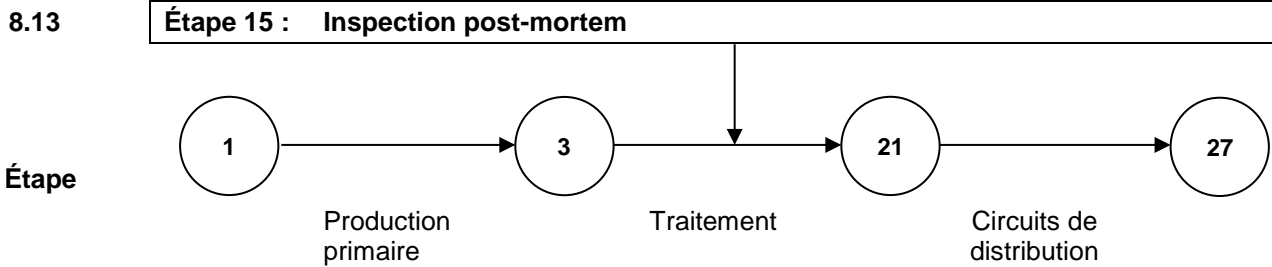 8.13 Étape 15 : Inspection post-mortem
1 3 21 27
Étape
Production Traitement Circuits de
primaire distribution